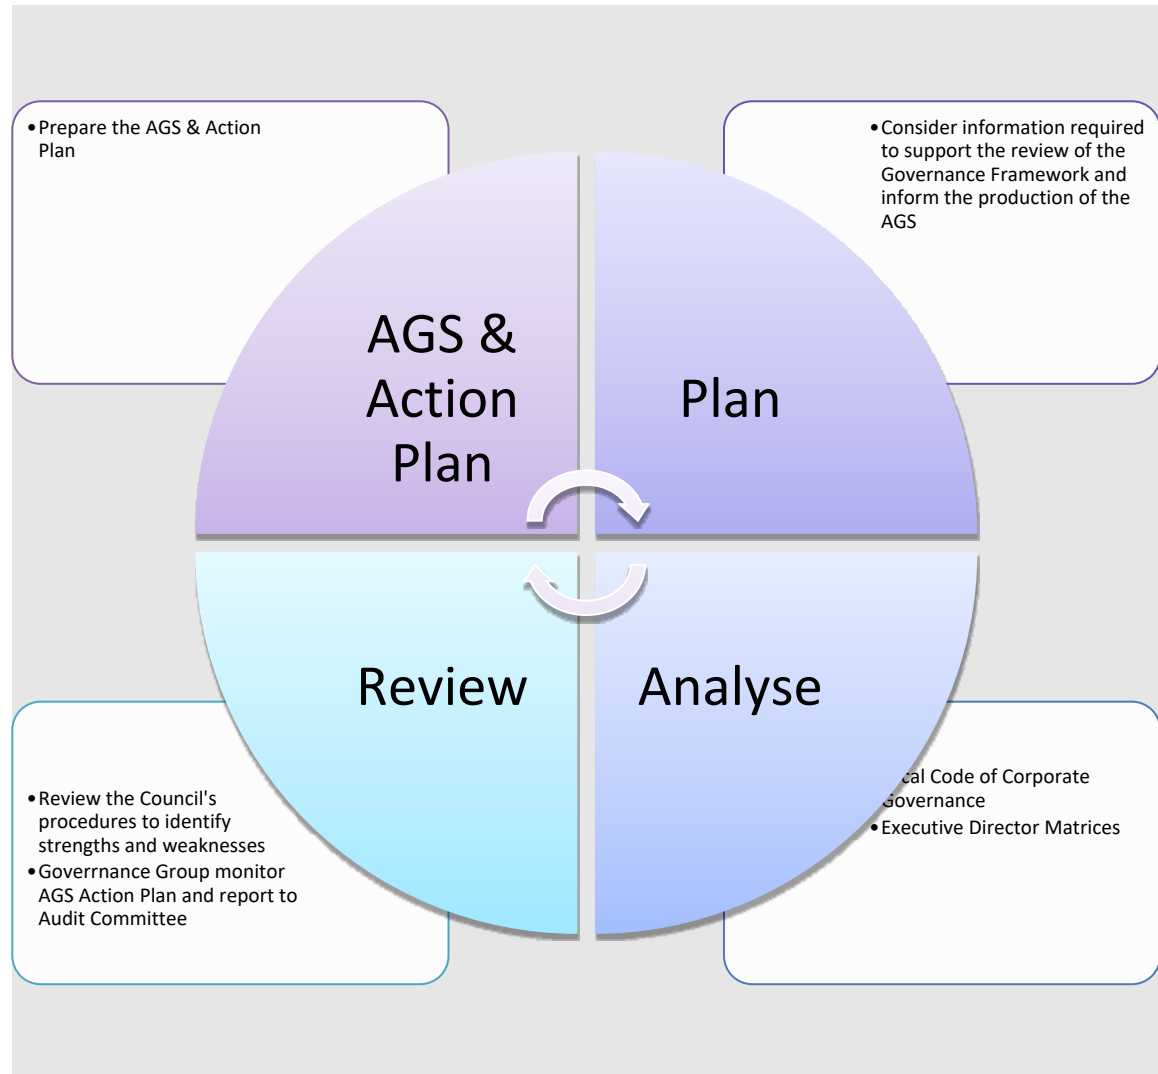 •Prepare the AGS & Action
Plan
•Consider information required
to support the review of the
Governance Framework and
inform the production of the
AGS
AGS &
Action
Plan
Plan
Review
Analyse
•Review the Council's
procedures to identify
strengths and weaknesses
•Goverrnance Group monitor
AGS Action Plan and report to
Audit Committee
Code of Corporate
Governance
•Executive Director Matrices